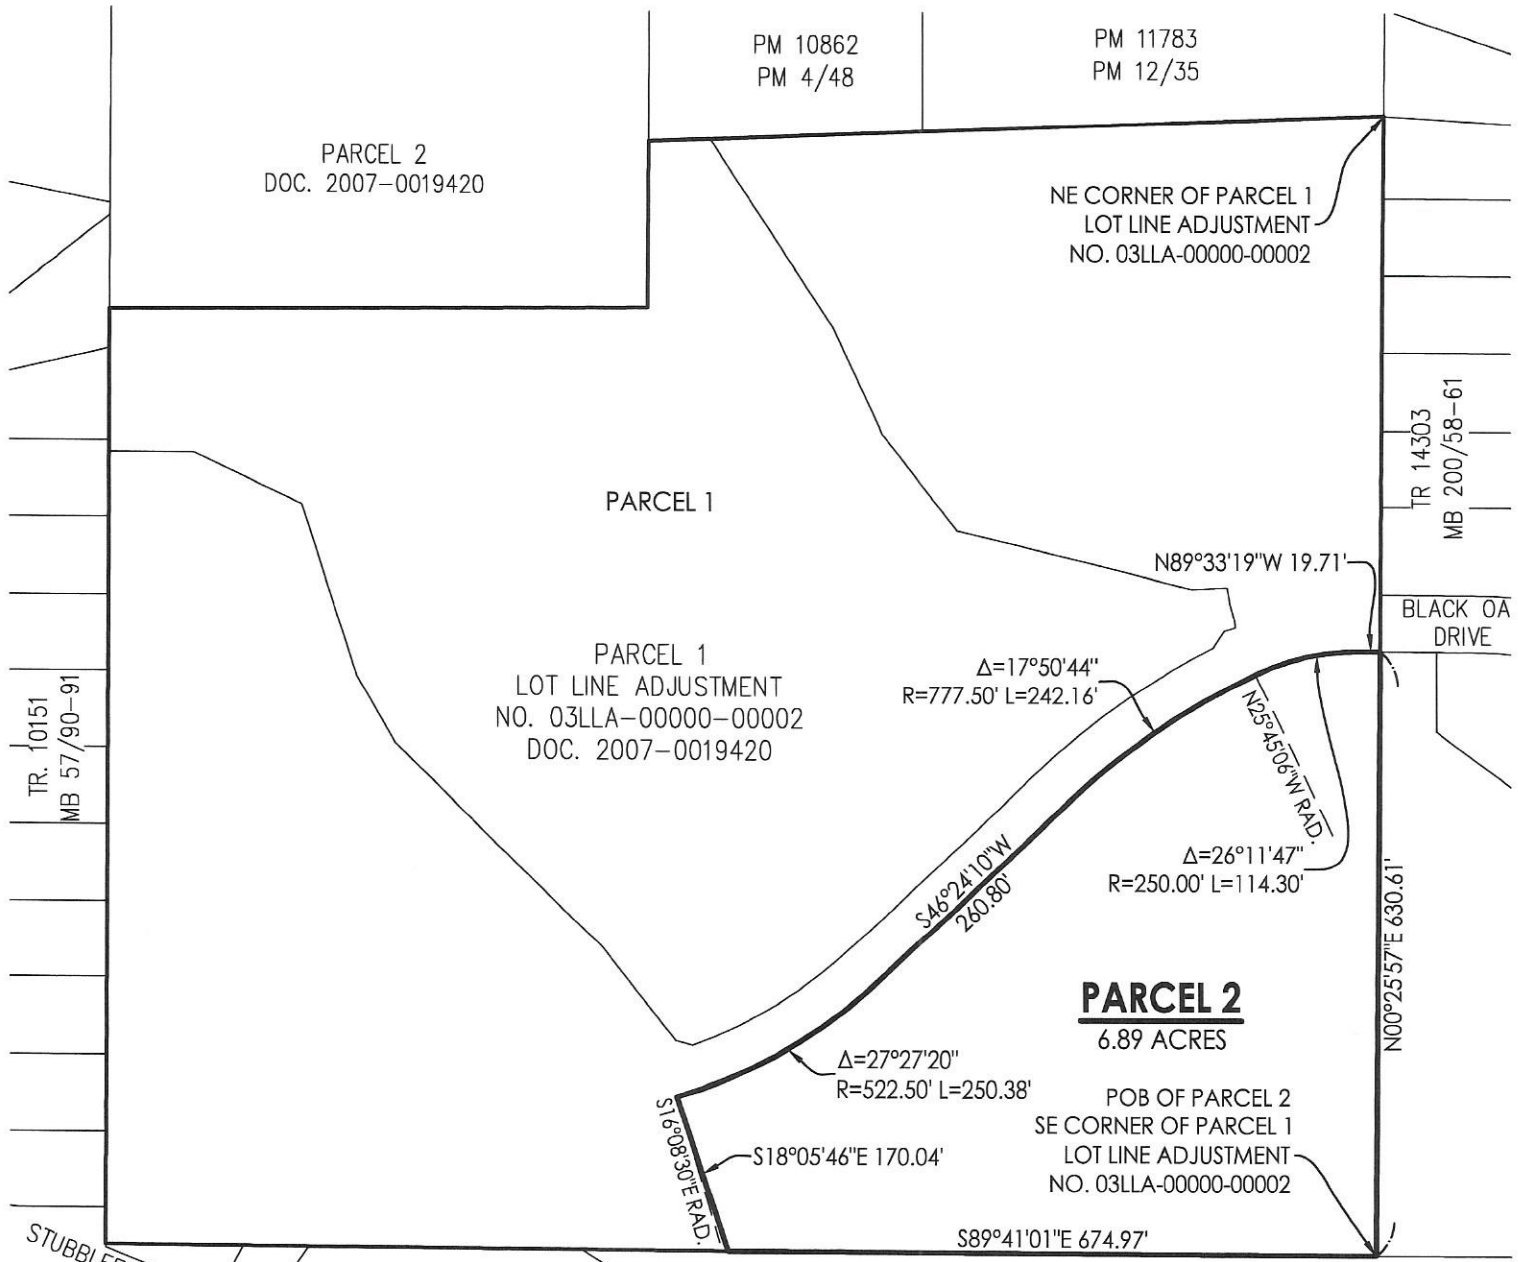 PM 10862
PM 4/48
PM 11783
PM 12/35
PARCEL 2
DOC. 2007-0019420
NE CORNER OF PARCEL 1
LOT LINE ADJUSTMENT
NO. 03LLA-00000-00002
TR 14303
MB 200/58-61
PARCEL 1
N89°33'19"W 19.71'
BLACK OA
DRIVE
PARCEL 1
LOT LINE ADJUSTMENT
NO. 03LLA-00000-00002
DOC. 2007-0019420
Δ=17°50'44"
R=777.50' L=242.16'
TR. 10151
MB 57/90-91
N25°45'06"W RAD.
Δ=26°11'47"
R=250.00' L=114.30'
S46°24'10"W
260.80'
N00°25'57"E 630.61'
PARCEL 2
6.89 ACRES
Δ=27°27'20"
R=522.50' L=250.38'
POB OF PARCEL 2
SE CORNER OF PARCEL 1
LOT LINE ADJUSTMENT
NO. 03LLA-00000-00002
S16°08'30"E RAD.
S18°05'46"E 170.04'
S89°41'01"E 674.97'